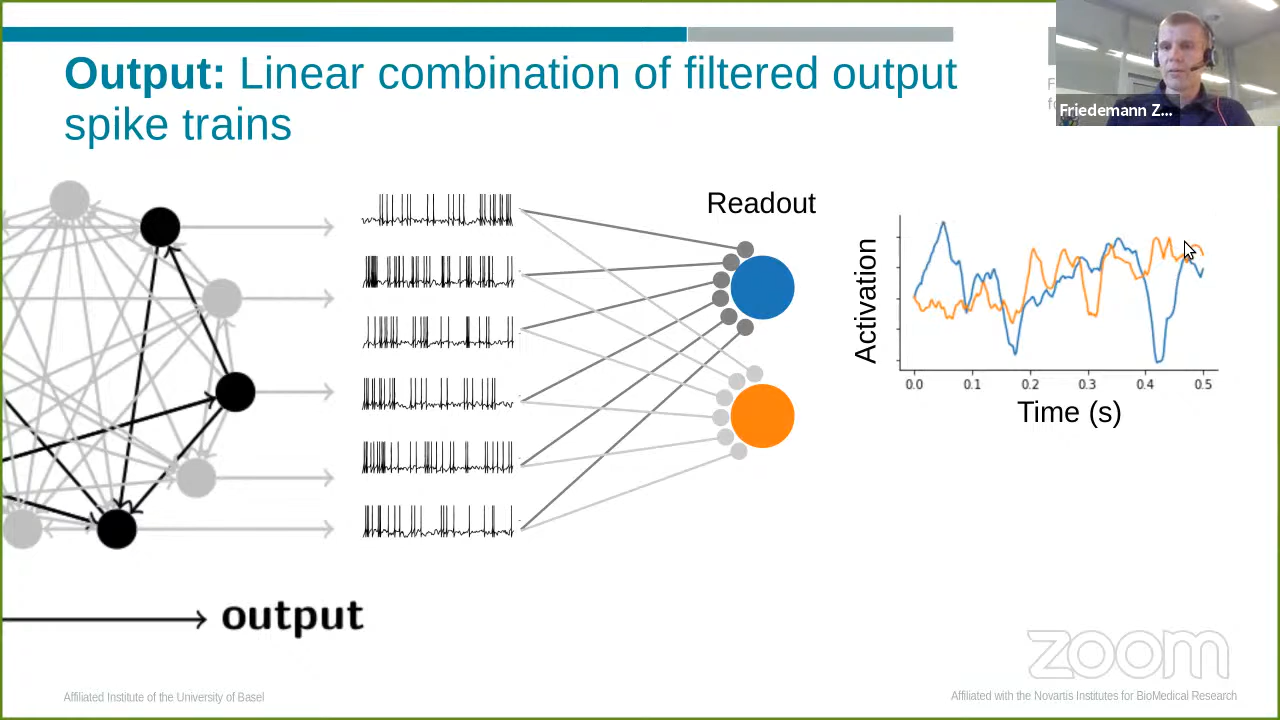 Output: Linear combination of filtered output
spike trains
F
fo
Friedemann Z...
Readout
Activation
0.0 0.1 0.2 0.3 0.4 0.5
Time (s)
output
zoom
Affiliated Institute of the University of Basel
Affiliated with the Novartis Institutes for BioMedical Research